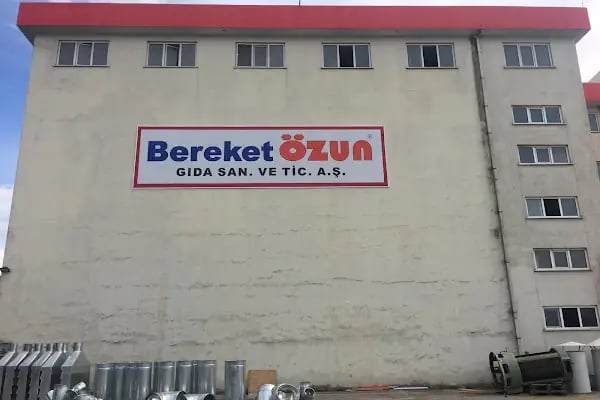 Bereket Özun
GIDA SAN. VE TİC. A.Ş.